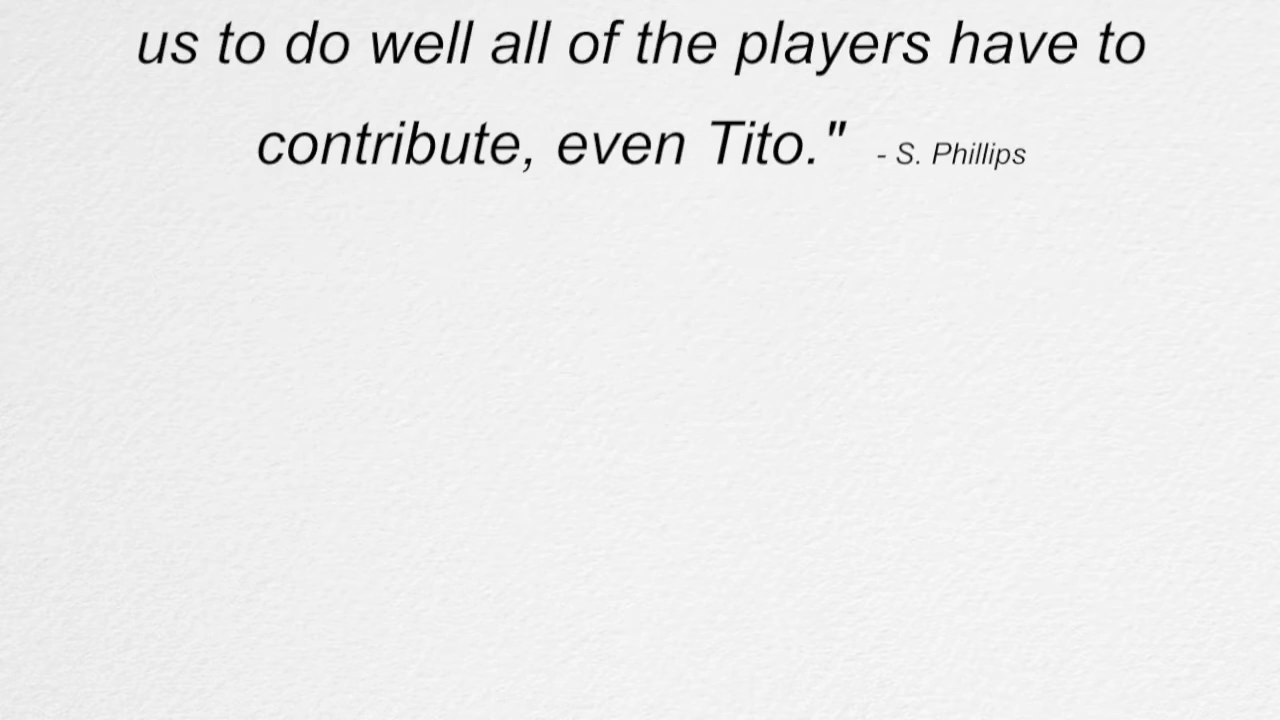 us to do well all of the players have to
contribute, even Tito." - S. Phillips